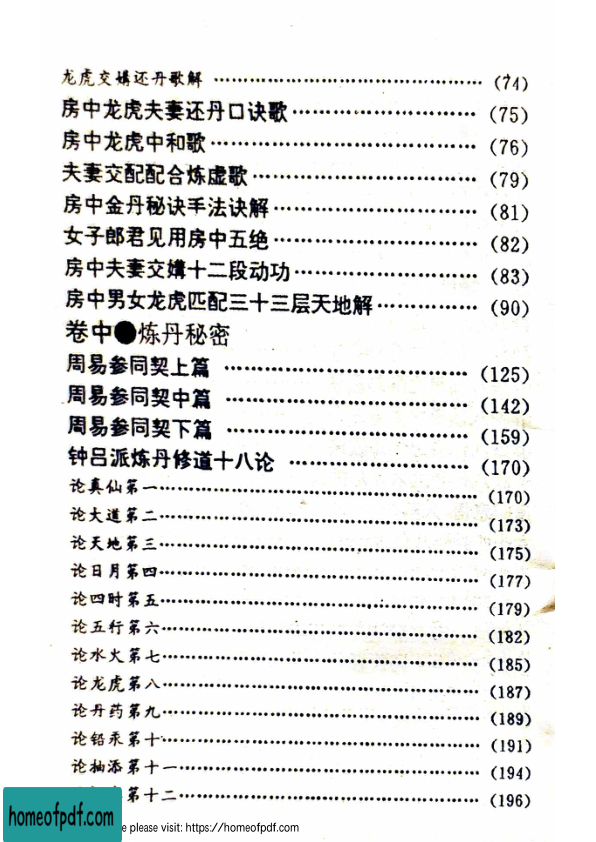 龙虎交媾还丹歌解 ……………………………………… (74)
房中龙虎夫妻还丹口诀歌 ………………………… (75)
房中龙虎中和歌 ……………………………………… (76)
夫妻交配配合炼虚歌 ……………………………… (79)
房中金丹秘诀手法诀解 …………………………… (81)
女子郎君见用房中五绝 …………………………… (82)
房中夫妻交媾十二段动功 ………………………… (83)
房中男女龙虎匹配三十三层天地解 …………… (90)
卷中●炼丹秘密
周易参同契上篇 ………………………………… (125)
周易参同契中篇 ………………………………… (142)
周易参同契下篇 ………………………………… (159)
钟吕派炼丹修道十八论 ………………………… (170)
论真仙第一 ……………………………………… (170)
论大道第二 ……………………………………… (173)
论天地第三 ……………………………………… (175)
论日月第四 ……………………………………… (177)
论四时第五 ……………………………………… (179)
论五行第六 ……………………………………… (182)
论水火第七 ……………………………………… (185)
论龙虎第八 ……………………………………… (187)
论丹药第九 ……………………………………… (189)
论铅汞第十 ……………………………………… (191)
论抽添第十一 …………………………………… (194)
第十二 …………………………………………… (196)
homeofpdf.com
please visit: https://homeofpdf.com